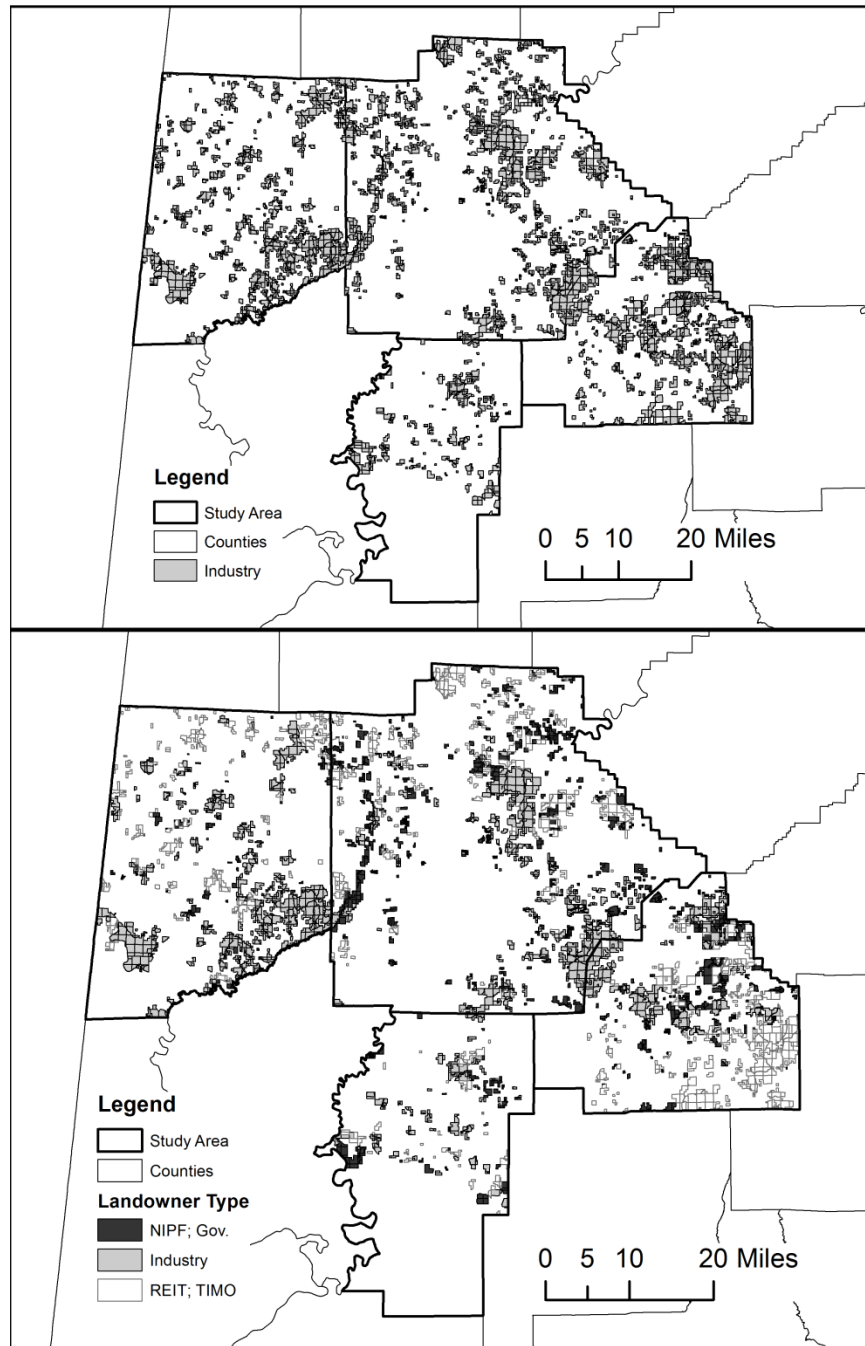 Legend
Study Area
Counties
Industry
0 5 10 20 Miles
Legend
Study Area
Counties
Landowner Type
NIPF; Gov.
Industry
REIT; TIMO
0 5 10 20 Miles